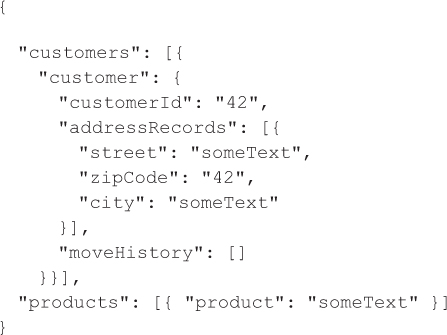 {
"customers": [{
"customer": {
"customerId": "42",
"addressRecords": [{
"street": "someText",
"zipCode": "42",
"city": "someText"
}],
"moveHistory": []
}}],
"products": [{ "product": "someText" }]
}